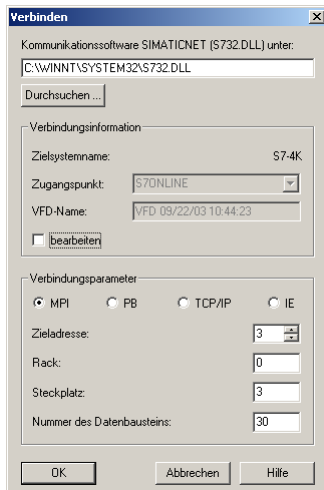 Verbinden
Kommunikationssoftware SIMATICNET (S732.DLL) unter:
C:\WINNT\SYSTEM32\S732.DLL
Durchsuchen ...
Verbindungsinformation
Zielsystemname: S7-4K
Zugangspunkt: S7ONLINE
VFD-Name: VFD 09/22/03 10:44:23
bearbeiten
Verbindungsparameter
MPI PB TCP/IP IE
Zieladresse: 3
Rack: 0
Steckplatz: 3
Nummer des Datenbausteins: 30
OK Abbrechen Hilfe